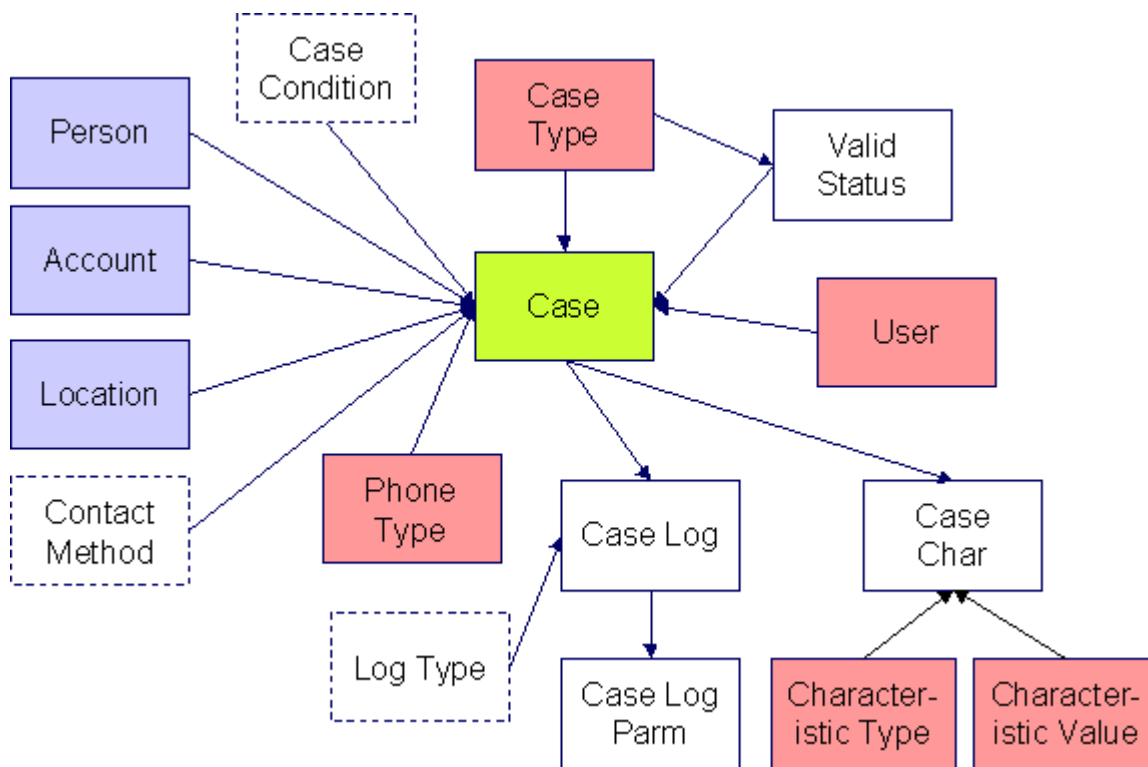 Case
Condition
Case
Type
Person
Valid
Status
Account
Case
User
Location
Phone
Type
Contact
Method
Case Log
Case
Char
Log Type
Case Log
Parm
Character-
istic Type
Character-
istic Value